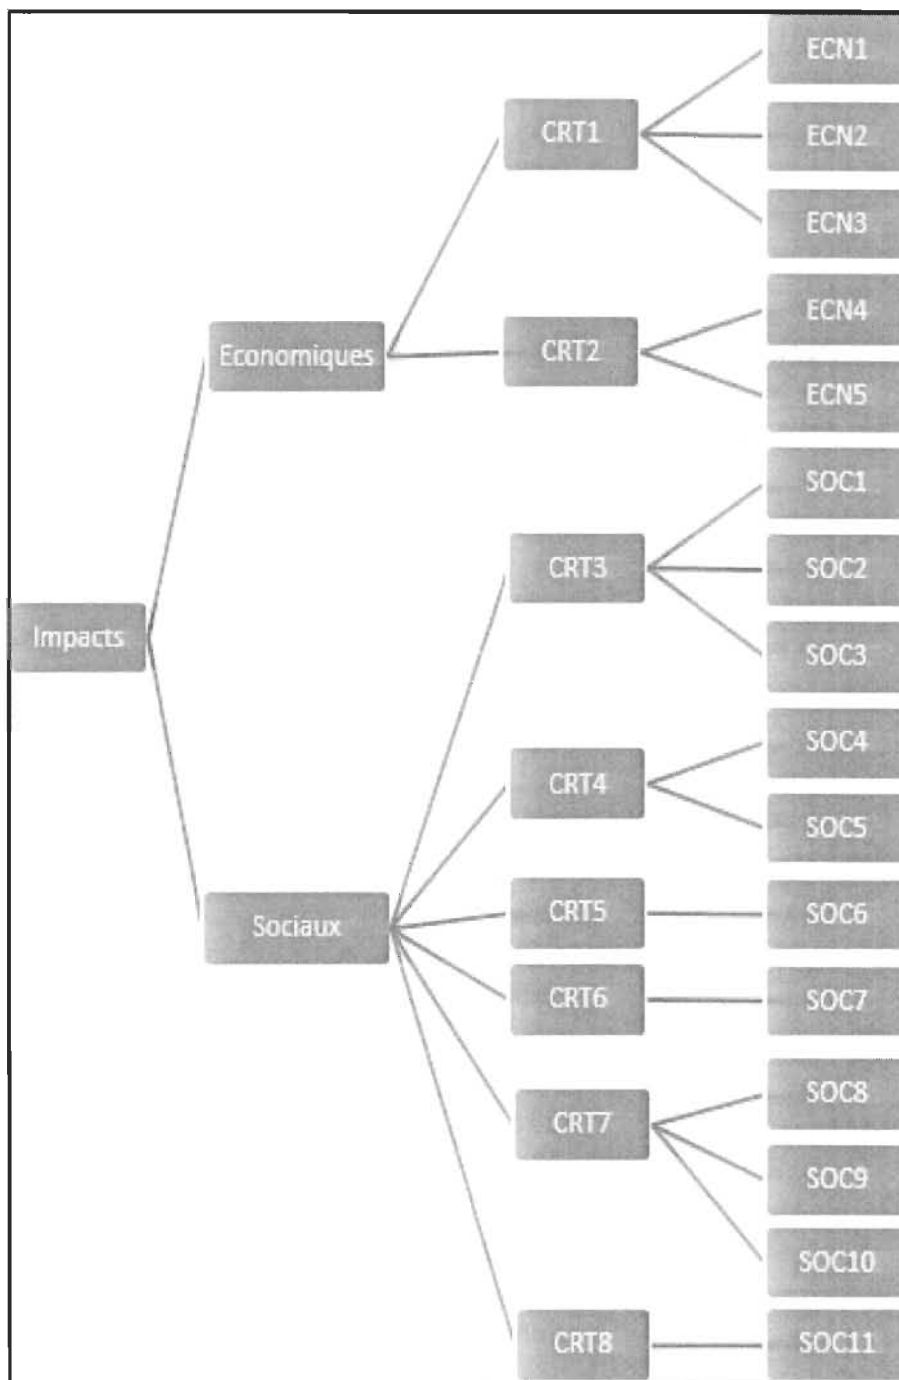 ECN1
CRT1
ECN2
ECN3
ECN4
Economiques
CRT2
ECN5
SOC1
CRT3
SOC2
Impacts
SOC3
SOC4
CRT4
SOC5
Sociaux
CRT5
SOC6
CRT6
SOC7
SOC8
CRT7
SOC9
SOC10
CRT8
SOC11